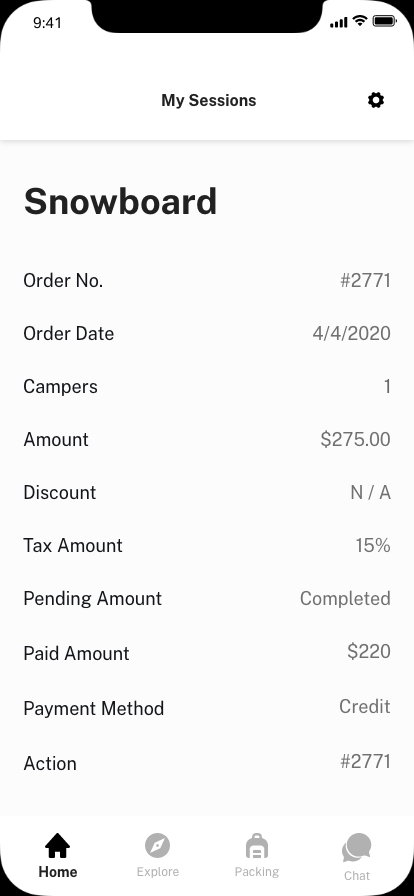 9:41
My Sessions
Snowboard
Order No. #2771
Order Date 4/4/2020
Campers 1
Amount $275.00
Discount N / A
Tax Amount 15%
Pending Amount Completed
Paid Amount $220
Payment Method Credit
Action #2771
Home Explore Packing Chat